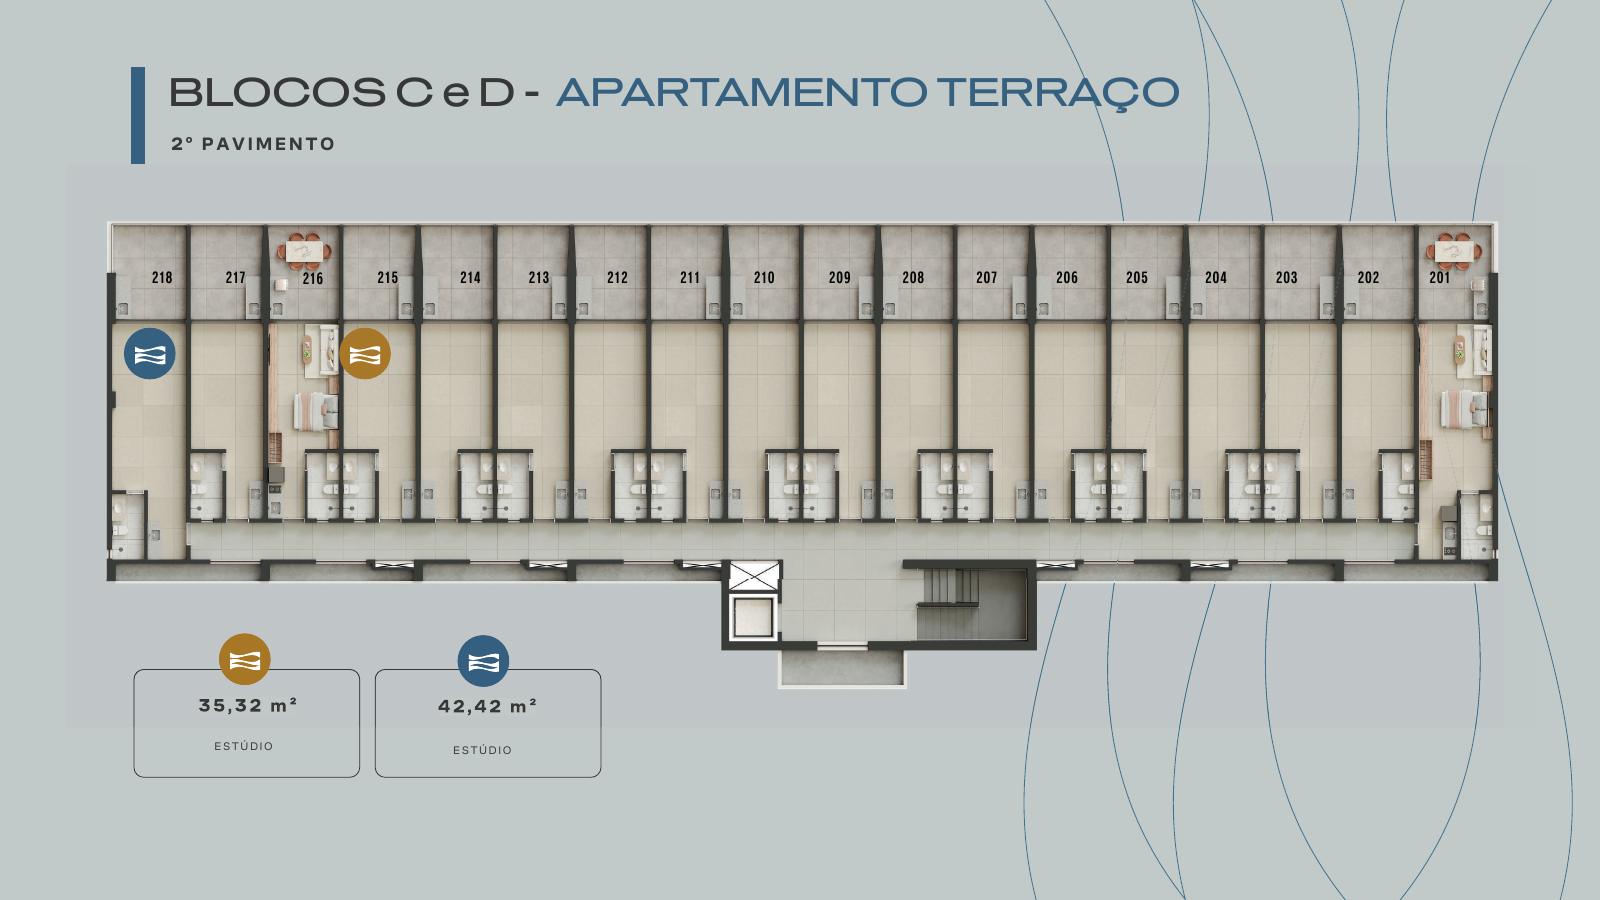 BLOCOS C e D - APARTAMENTO TERRAÇO
2° PAVIMENTO
218 217 216 215 214 213 212 211 210 209 208 207 206 205 204 203 202 201
35,32 m²
ESTÚDIO
42,42 m²
ESTÚDIO